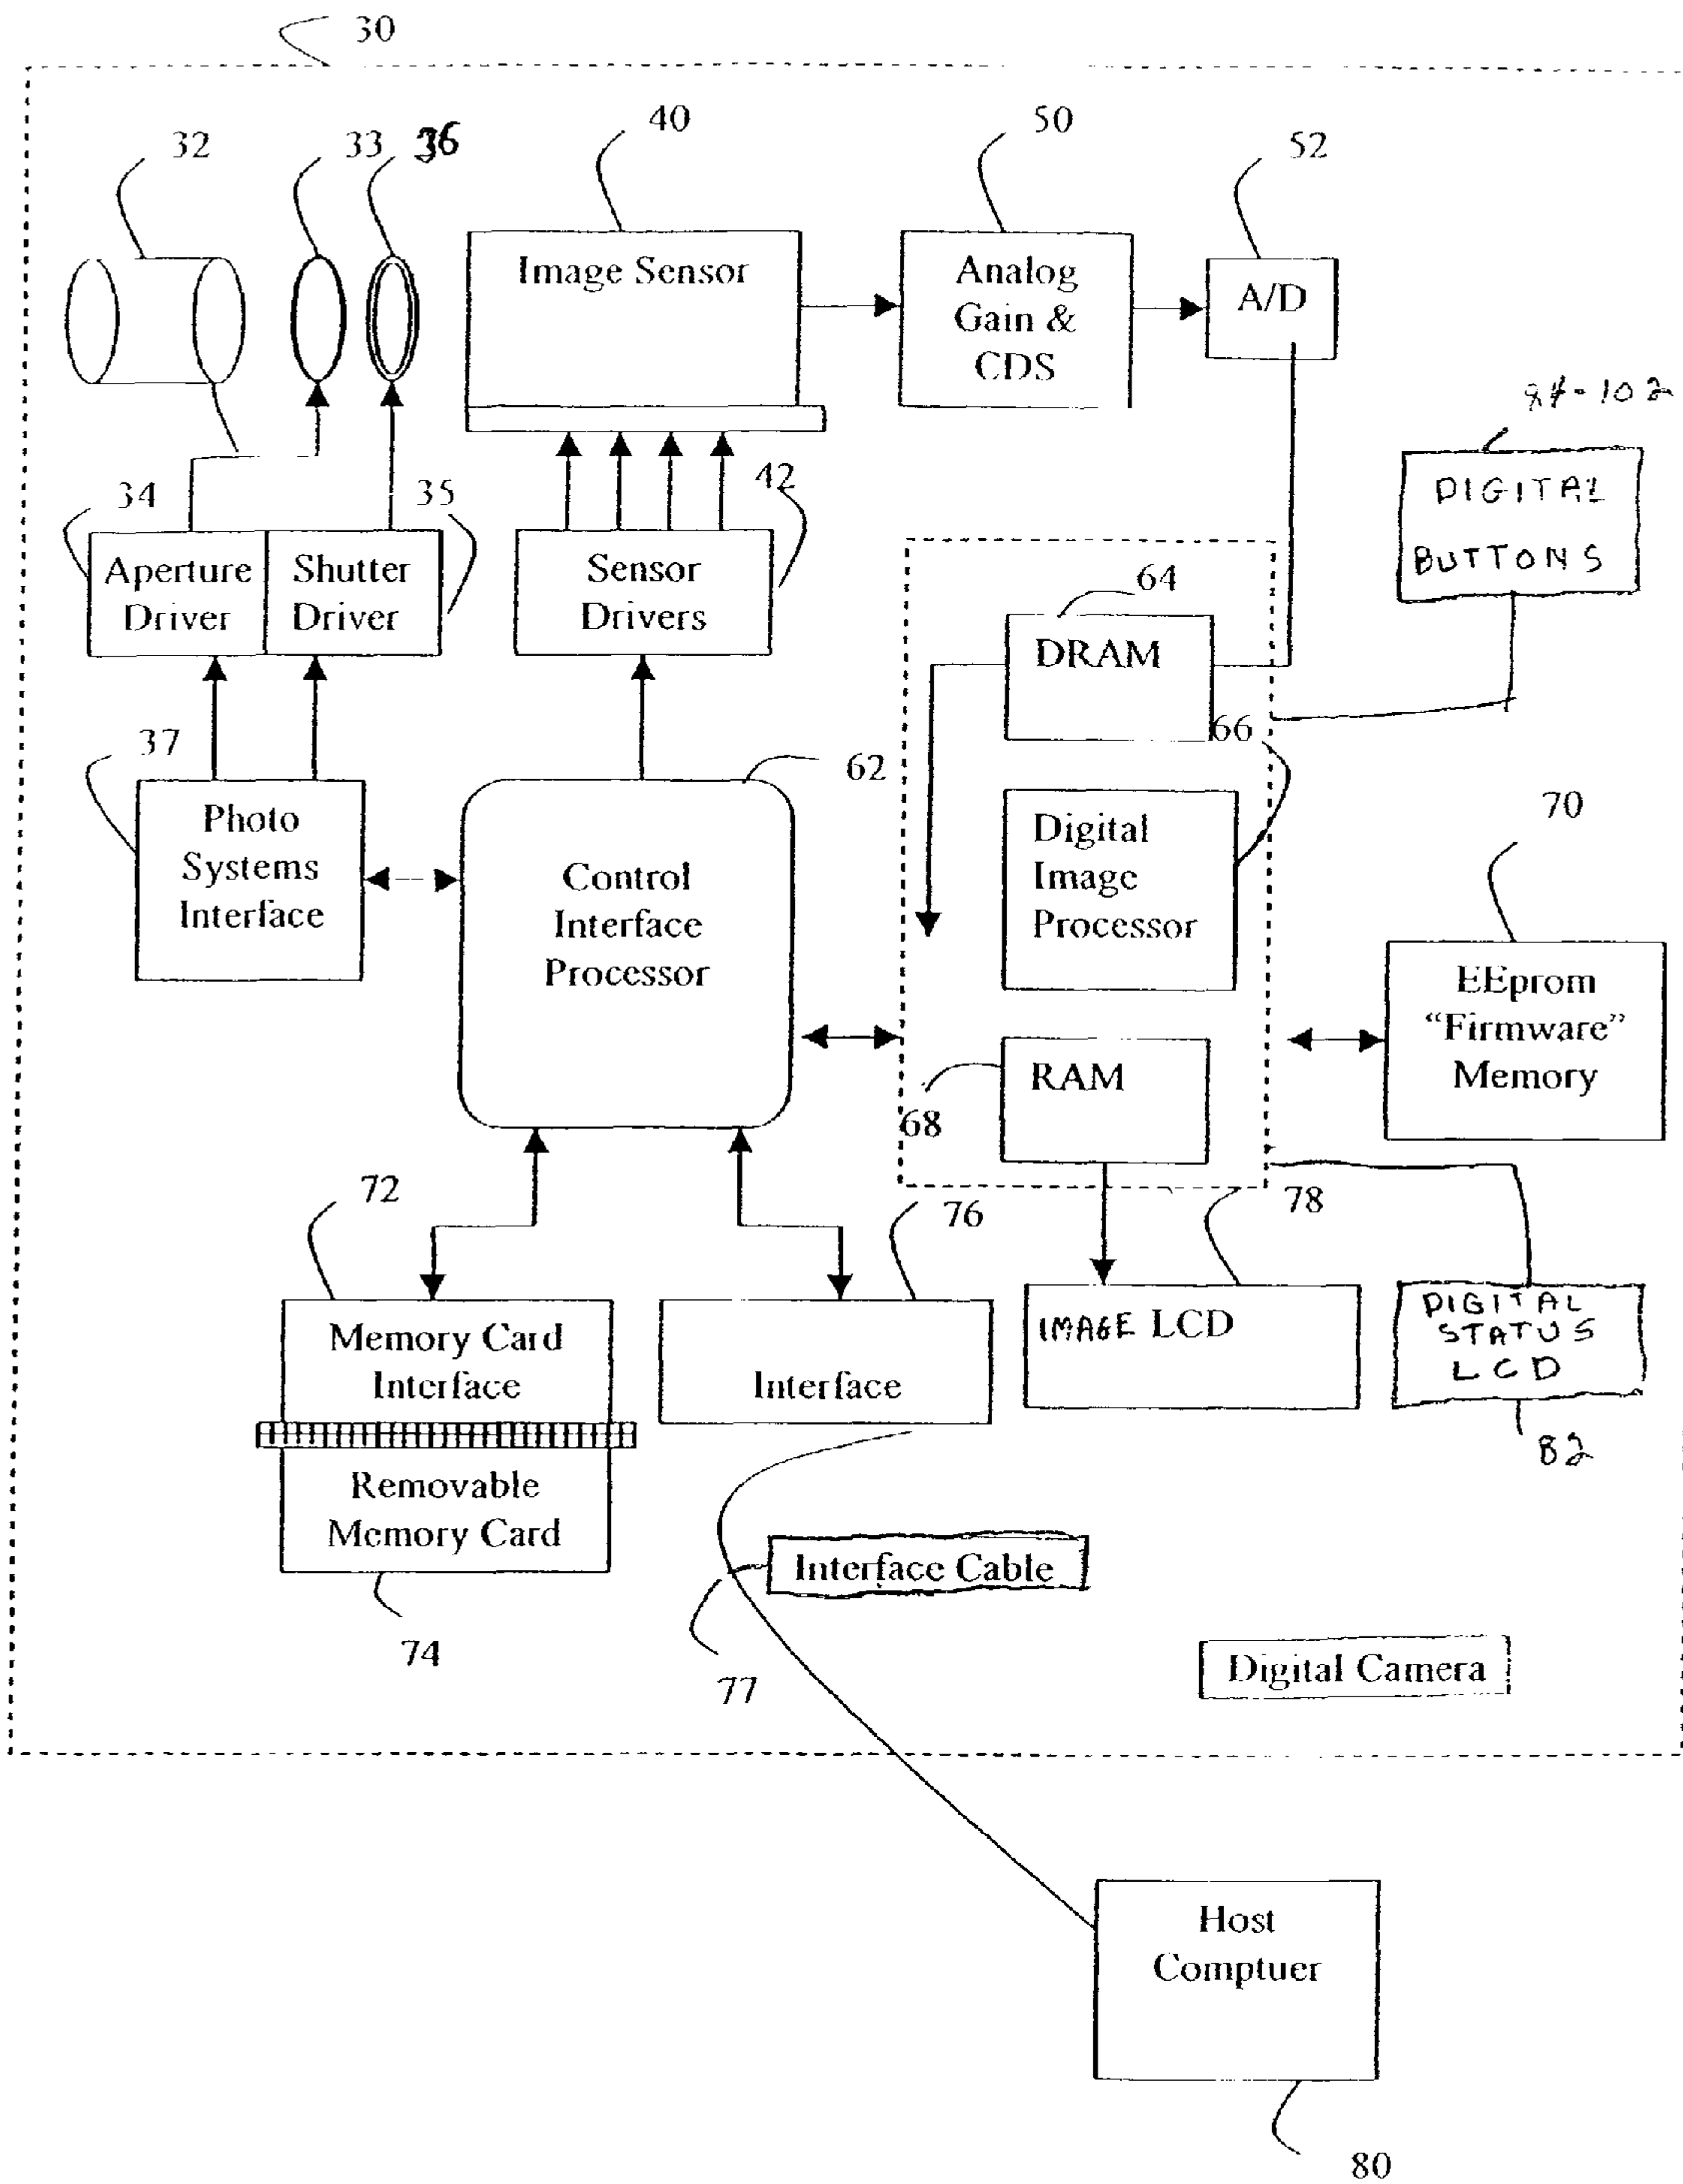 30
32
33
36
40
50
52
Image Sensor
Analog
Gain &
CDS
A/D
84-102
DIGITAL
BUTTONS
34
35
42
Aperture
Driver
Shutter
Driver
Sensor
Drivers
64
DRAM
66
37
62
70
Photo
Systems
Interface
Control
Interface
Processor
Digital
Image
Processor
EEprom
“Firmware”
Memory
RAM
68
72
76
78
Memory Card
Interface
Interface
IMAGE LCD
DIGITAL
STATUS
LCD
82
Removable
Memory Card
Interface Cable
74
77
Digital Camera
Host
Comptuer
80